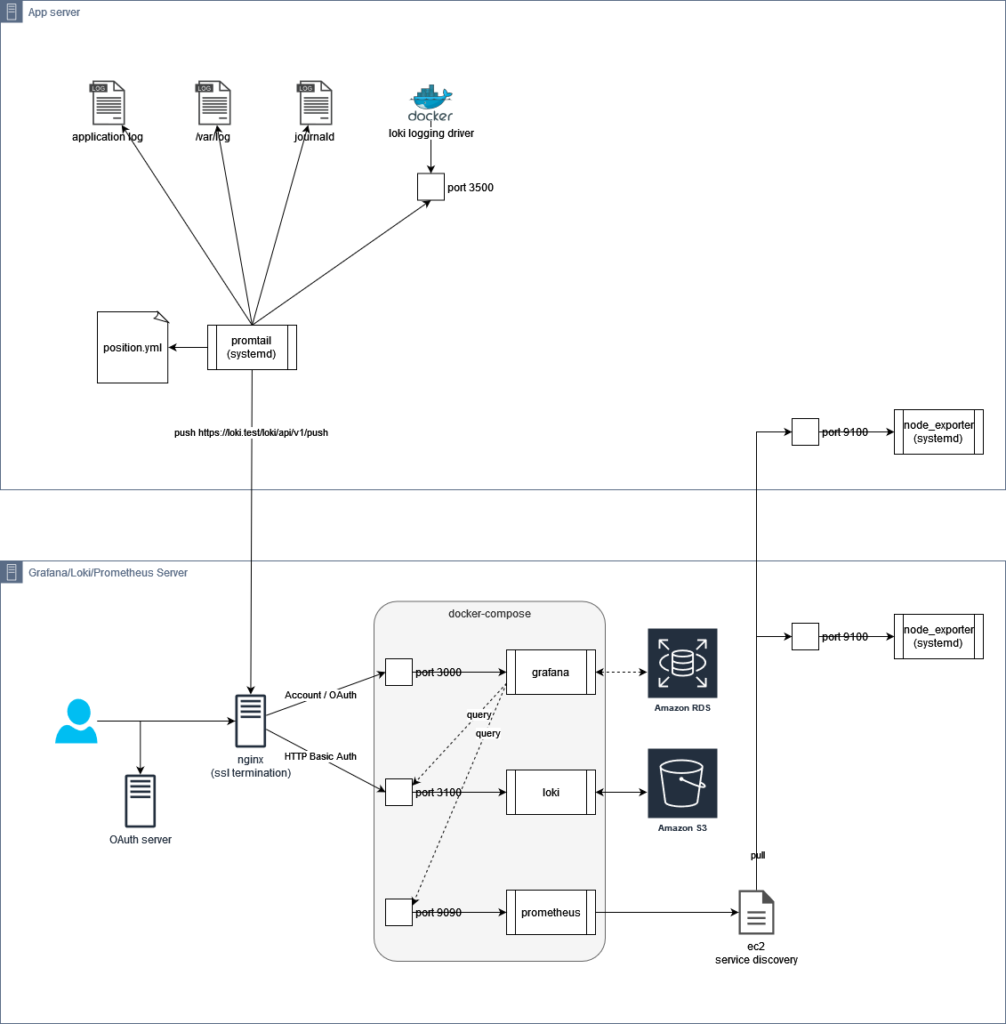 App server
LOG
LOG
LOG
docker
application log
/var/log
journald
loki logging driver
port 3500
position.yml
promtail
(systemd)
push https://loki.test/loki/api/v1/push
port 9100
node_exporter
(systemd)
Grafana/Loki/Prometheus Server
docker-compose
port 9100
node_exporter
(systemd)
port 3000
grafana
Amazon RDS
Account / OAuth
query
query
nginx
(ssl termination)
HTTP Basic Auth
port 3100
loki
Amazon S3
OAuth server
pull
port 9090
prometheus
ec2
service discovery